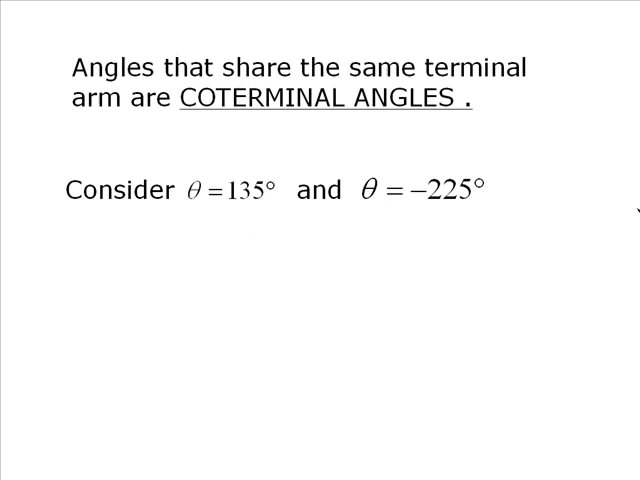 Angles that share the same terminal
arm are COTERMINAL ANGLES .
Consider θ = 135° and θ = −225°